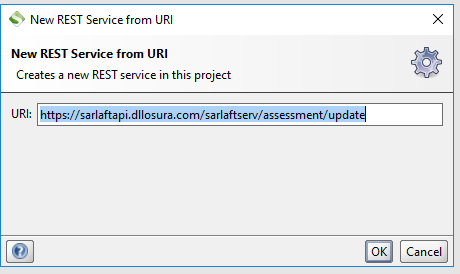 New REST Service from URI
New REST Service from URI
Creates a new REST service in this project
URI: https://sarlaftapi.dllosura.com/sarlaftserv/assessment/update
?
OK Cancel